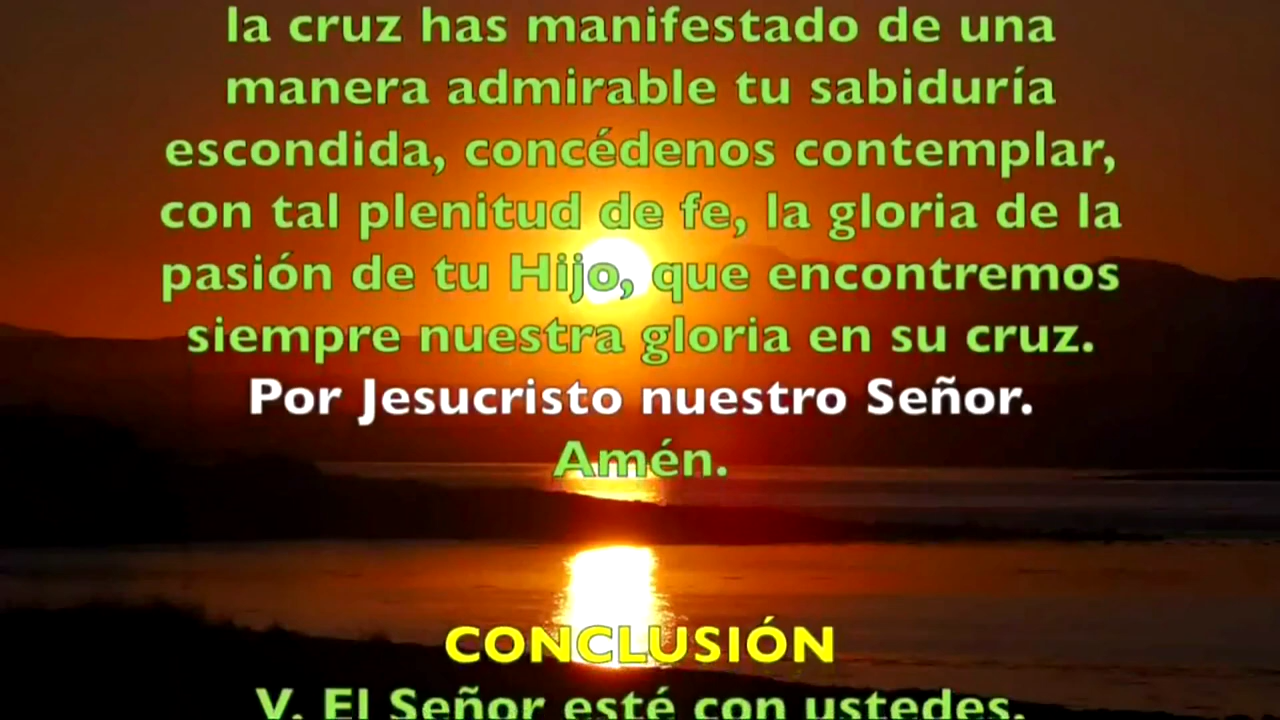 la cruz has manifestado de una
manera admirable tu sabiduría
escondida, concédenos contemplar,
con tal plenitud de fe, la gloria de la
pasión de tu Hijo, que encontremos
siempre nuestra gloria en su cruz.
Por Jesucristo nuestro Señor.
Amén.
CONCLUSIÓN
V. El Señor esté con ustedes.